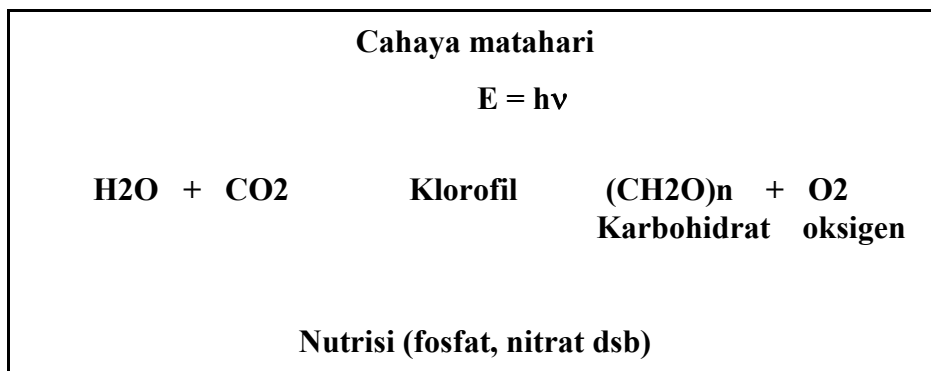 Cahaya matahari
E = hν
H2O + CO2 Klorofil (CH2O)n + O2
Karbohidrat oksigen
Nutrisi (fosfat, nitrat dsb)